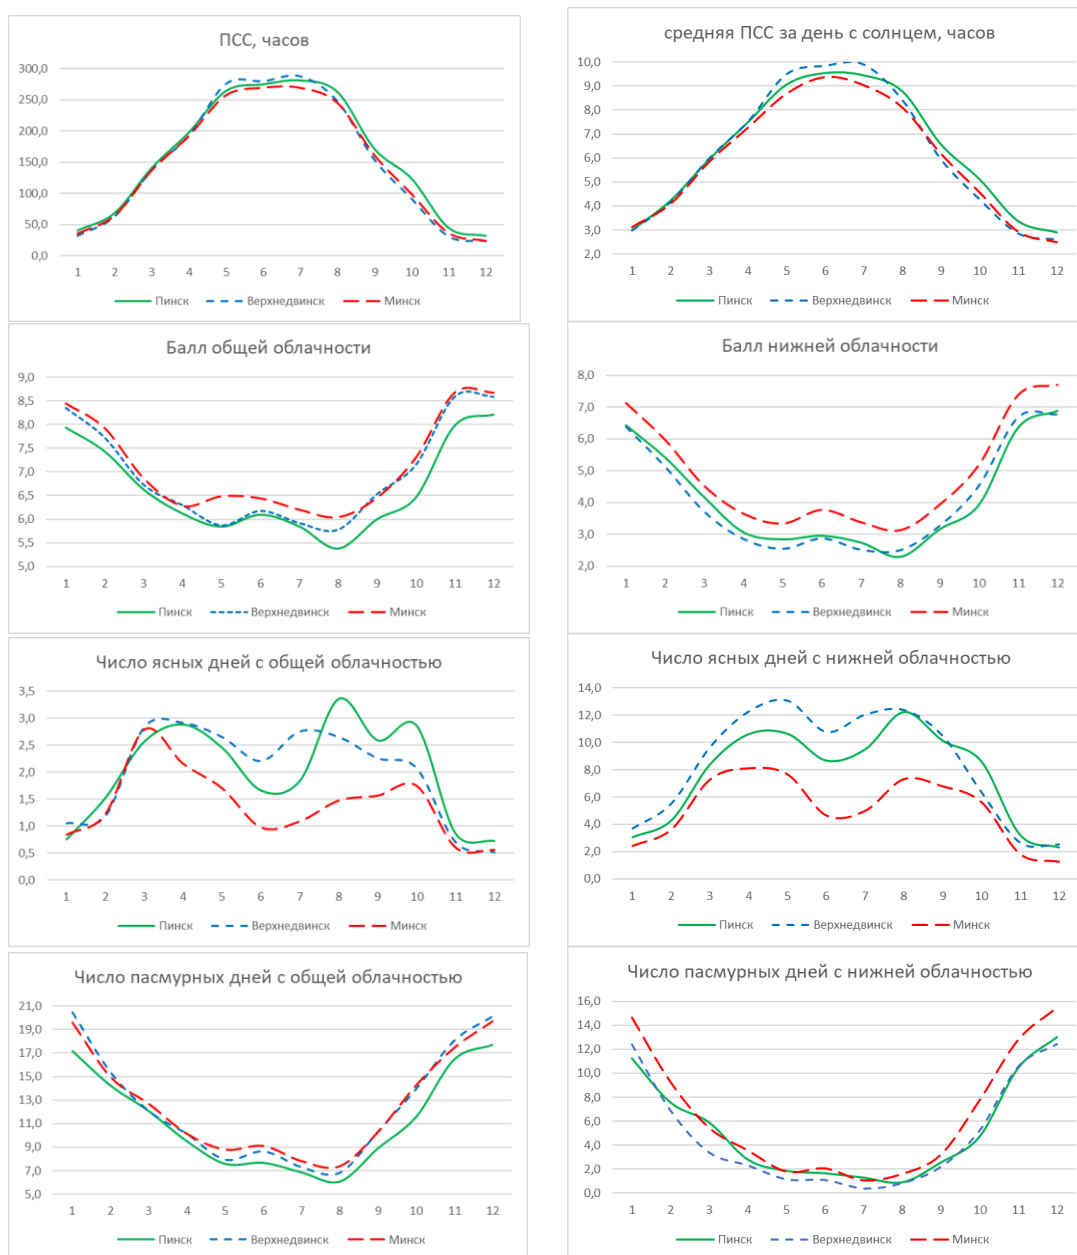 ПСС, часов
300,0
250,0
200,0
150,0
100,0
50,0
0,0
1 2 3 4 5 6 7 8 9 10 11 12
Пинск Верхнедвинск Минск
средняя ПСС за день с солнцем, часов
10,0
9,0
8,0
7,0
6,0
5,0
4,0
3,0
2,0
1 2 3 4 5 6 7 8 9 10 11 12
Пинск Верхнедвинск Минск
Балл общей облачности
9,0
8,5
8,0
7,5
7,0
6,5
6,0
5,5
5,0
1 2 3 4 5 6 7 8 9 10 11 12
Пинск Верхнедвинск Минск
Балл нижней облачности
8,0
7,0
6,0
5,0
4,0
3,0
2,0
1 2 3 4 5 6 7 8 9 10 11 12
Пинск Верхнедвинск Минск
Число ясных дней с общей облачностью
3,5
3,0
2,5
2,0
1,5
1,0
0,5
0,0
1 2 3 4 5 6 7 8 9 10 11 12
Пинск Верхнедвинск Минск
Число ясных дней с нижней облачностью
14,0
12,0
10,0
8,0
6,0
4,0
2,0
0,0
1 2 3 4 5 6 7 8 9 10 11 12
Пинск Верхнедвинск Минск
Число пасмурных дней с общей облачностью
21,0
19,0
17,0
15,0
13,0
11,0
9,0
7,0
5,0
1 2 3 4 5 6 7 8 9 10 11 12
Пинск Верхнедвинск Минск
Число пасмурных дней с нижней облачностью
16,0
14,0
12,0
10,0
8,0
6,0
4,0
2,0
0,0
1 2 3 4 5 6 7 8 9 10 11 12
Пинск Верхнедвинск Минск